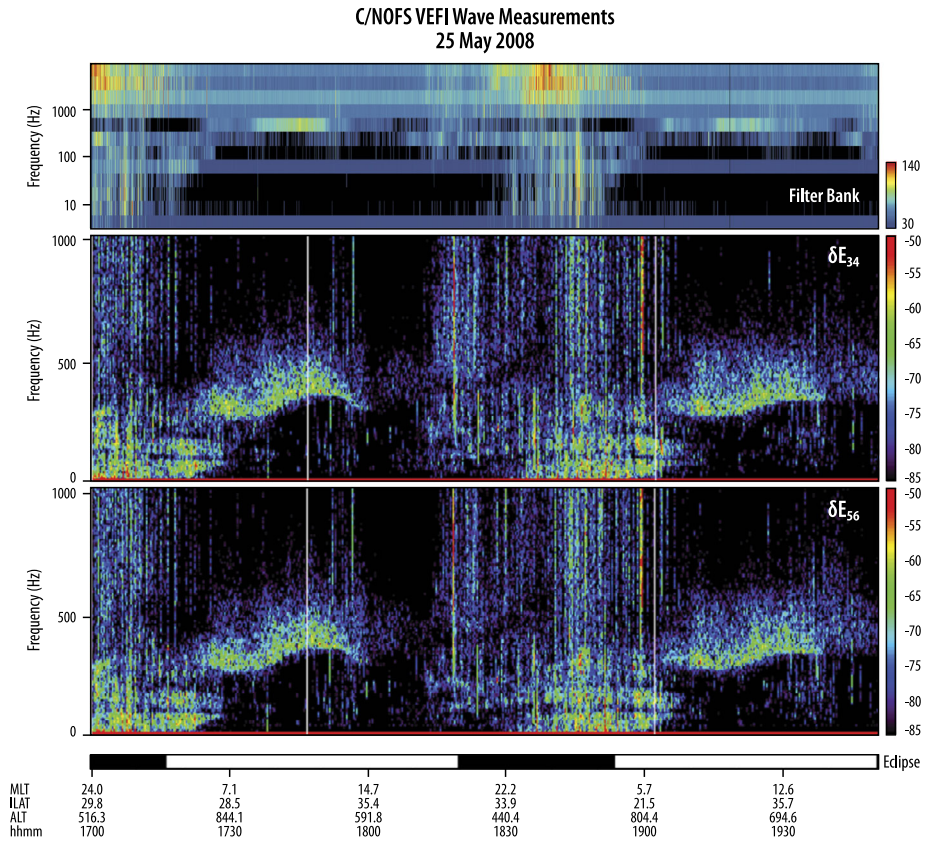 C/NOFS VEFI Wave Measurements
25 May 2008
Frequency (Hz)
1000
100
10
Filter Bank
140
30
Frequency (Hz)
1000
500
0
δE34
-50
-55
-60
-65
-70
-75
-80
-85
Frequency (Hz)
1000
500
0
δE56
-50
-55
-60
-65
-70
-75
-80
-85
Eclipse
MLT 24.0 7.1 14.7 22.2 5.7 12.6
ILAT 29.8 28.5 35.4 33.9 21.5 35.7
ALT 516.3 844.1 591.8 440.4 804.4 694.6
hhmm 1700 1730 1800 1830 1900 1930